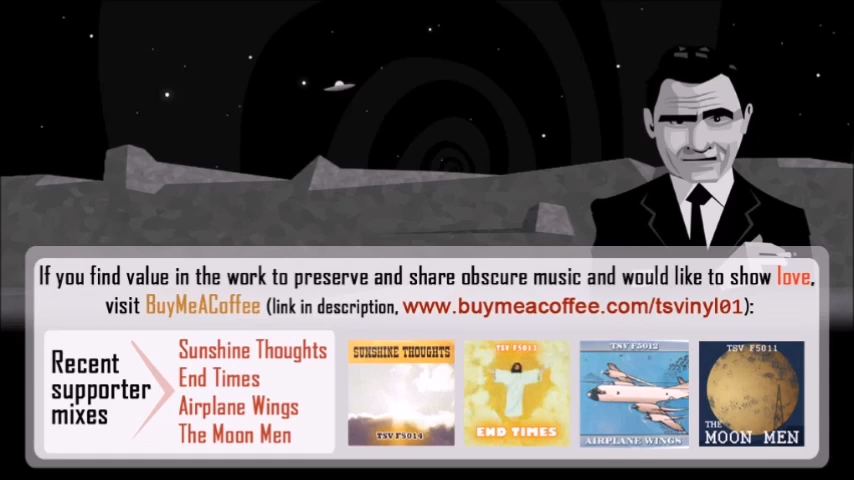 If you find value in the work to preserve and share obscure music and would like to show love,
visit BuyMeACoffee (link in description, www.buymeacoffee.com/tsvinyl01):
Recent
supporter
mixes
Sunshine Thoughts
End Times
Airplane Wings
The Moon Men
SUNSHINE THOUGHTS
TSV F5014
TSV F5013
END TIMES
TSV F5012
AIRPLANE WINGS
TSV F5011
THE
MOON MEN